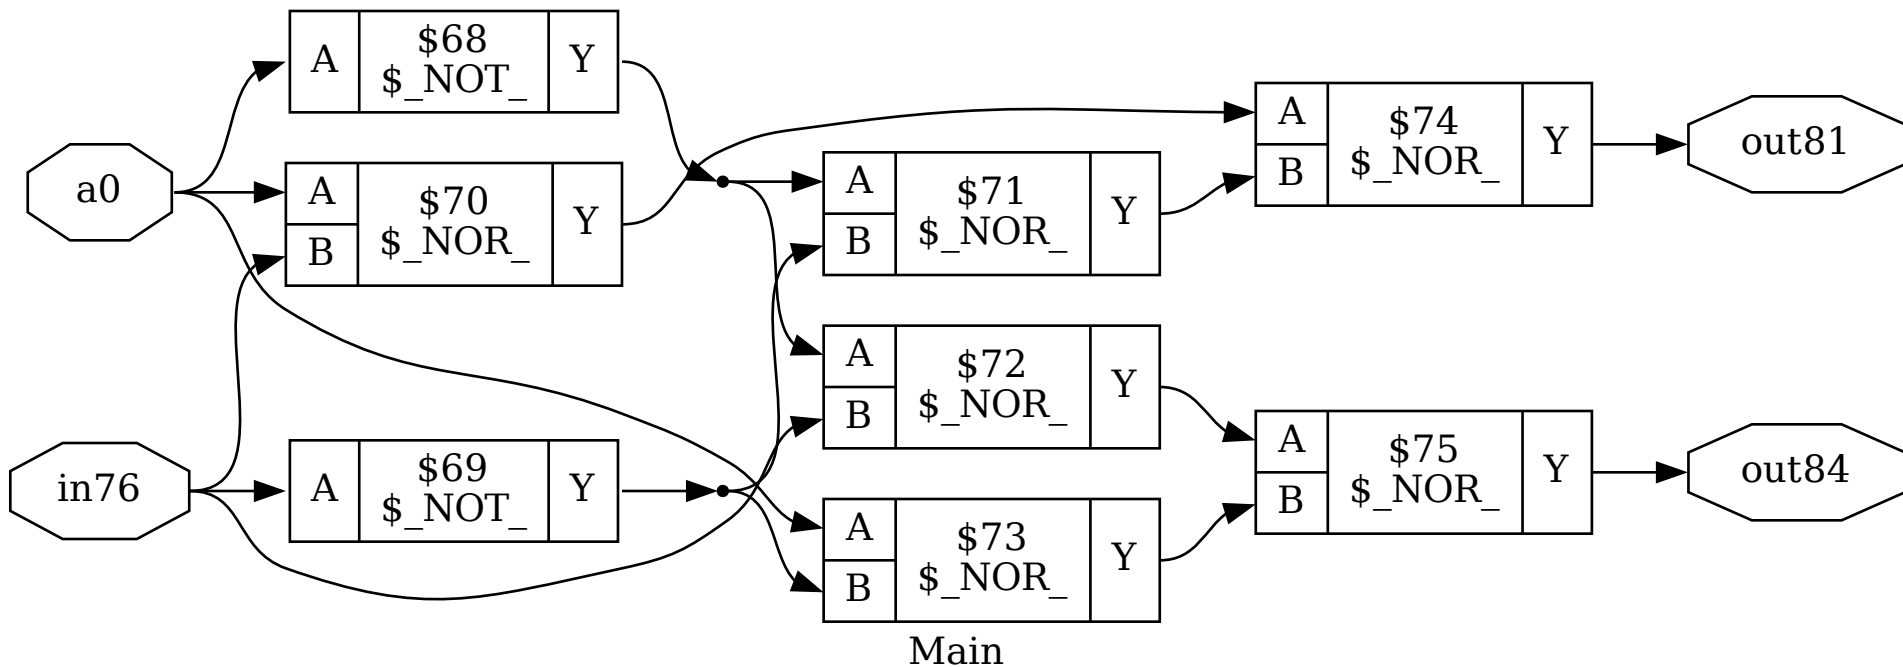 a0
in76
A
$68
$_NOT_
Y
A
B
$70
$_NOR_
Y
A
$69
$_NOT_
Y
A
B
$71
$_NOR_
Y
A
B
$72
$_NOR_
Y
A
B
$73
$_NOR_
Y
A
B
$74
$_NOR_
Y
A
B
$75
$_NOR_
Y
out81
out84
Main